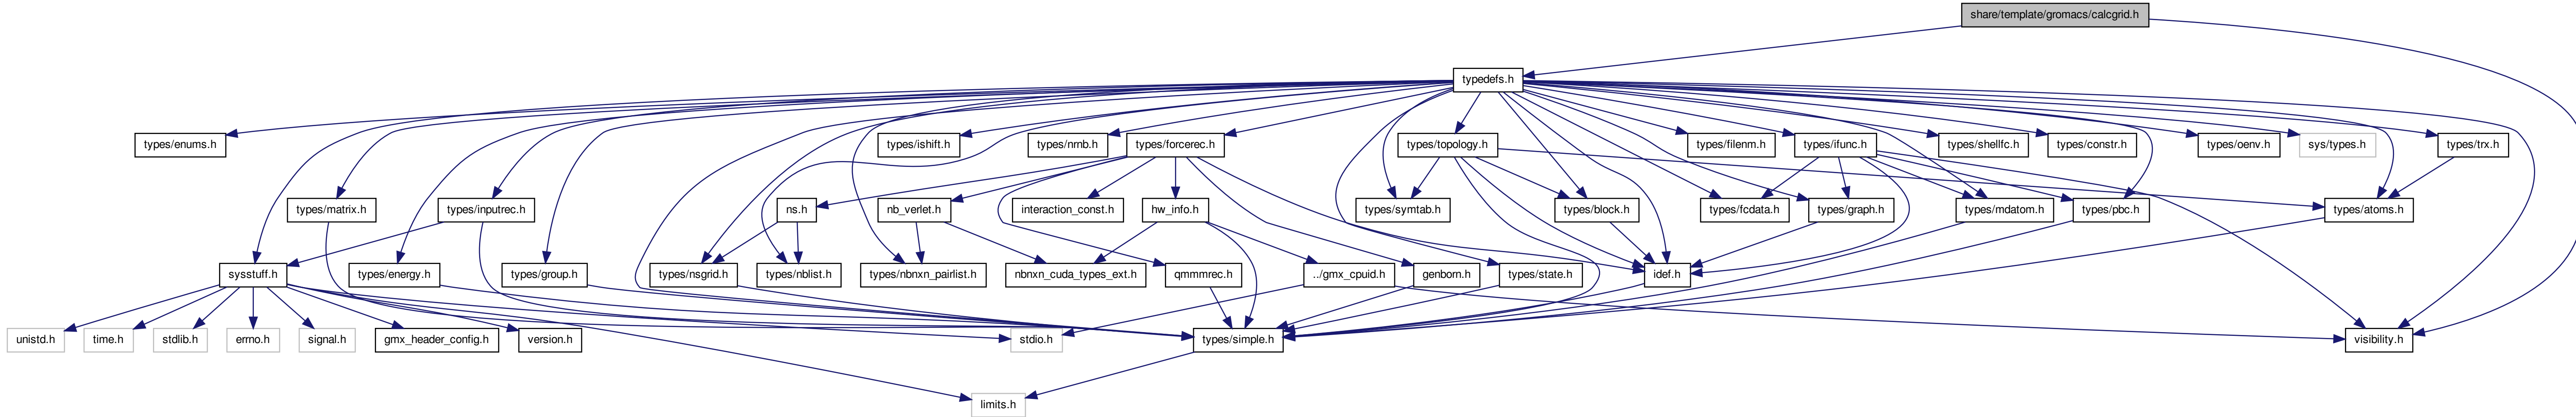 share/template/gromacs/calcgrid.h
typedefs.h
types/enums.h
types/ishift.h
types/nrnb.h
types/forcerec.h
types/topology.h
types/filenm.h
types/ifunc.h
types/shellfc.h
types/constr.h
types/oenv.h
sys/types.h
types/trx.h
types/matrix.h
types/inputrec.h
ns.h
nb_verlet.h
interaction_const.h
hw_info.h
types/symtab.h
types/block.h
types/fcdata.h
types/graph.h
types/mdatom.h
types/pbc.h
types/atoms.h
sysstuff.h
types/energy.h
types/group.h
types/nsgrid.h
types/nblist.h
types/nbnxn_pairlist.h
nbnxn_cuda_types_ext.h
qmmmrec.h
../gmx_cpuid.h
genborn.h
types/state.h
idef.h
unistd.h
time.h
stdlib.h
errno.h
signal.h
gmx_header_config.h
version.h
stdio.h
types/simple.h
visibility.h
limits.h